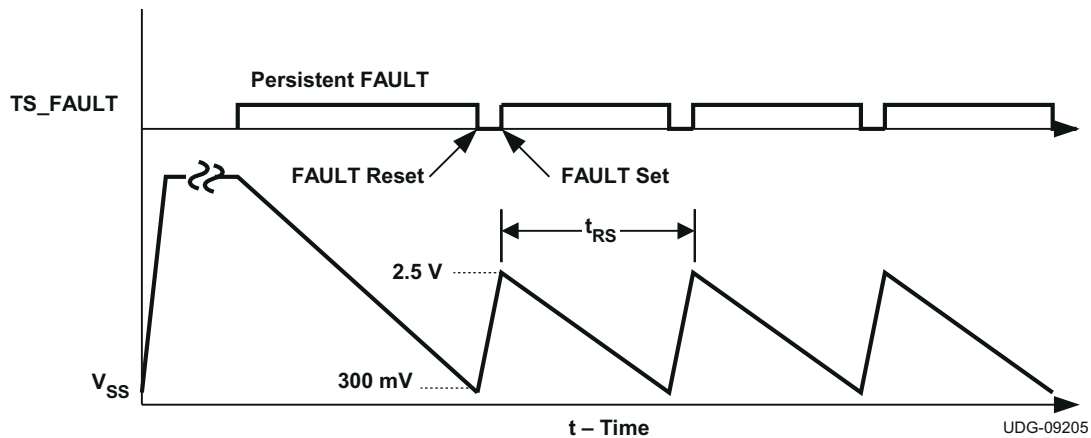 Persistent FAULT
TS_FAULT
FAULT Reset
FAULT Set
tRS
2.5 V
300 mV
VSS
t – Time
UDG-09205